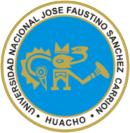 UNIVERSIDAD NACIONAL JOSE FAUSTINO SANCHEZ CARRION
• HUACHO •